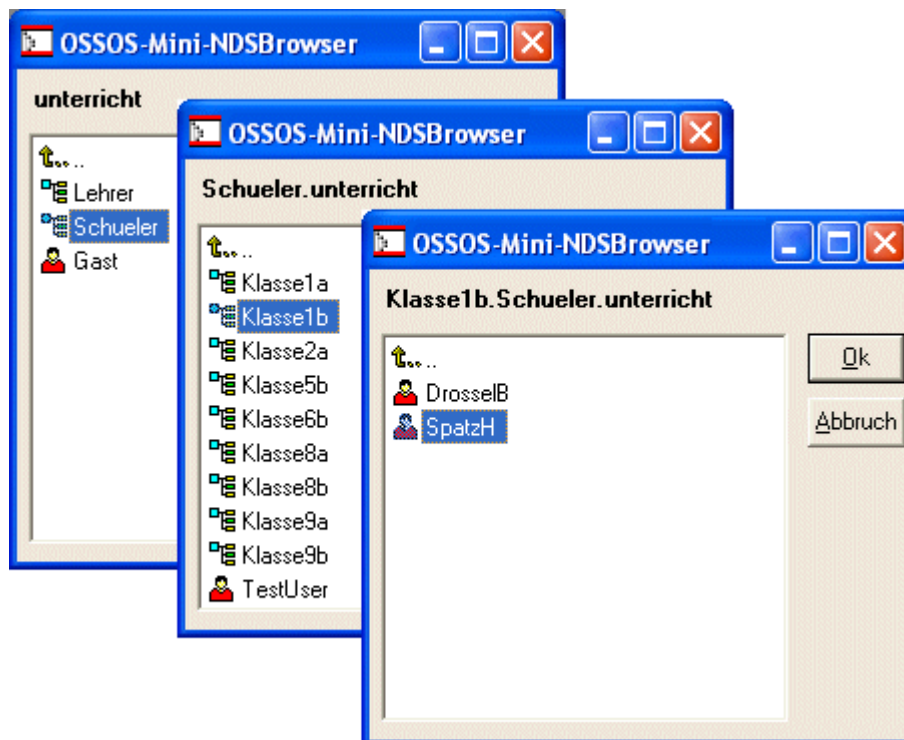 OSSOS-Mini-NDSBrowser
unterricht
..
Lehrer
Schueler
Gast
OSSOS-Mini-NDSBrowser
Schueler.unterricht
..
Klasse1a
Klasse1b
Klasse2a
Klasse5b
Klasse6b
Klasse8a
Klasse8b
Klasse9a
Klasse9b
TestUser
OSSOS-Mini-NDSBrowser
Klasse1b.Schueler.unterricht
..
DrosselB
SpatzH
Ok
Abbruch